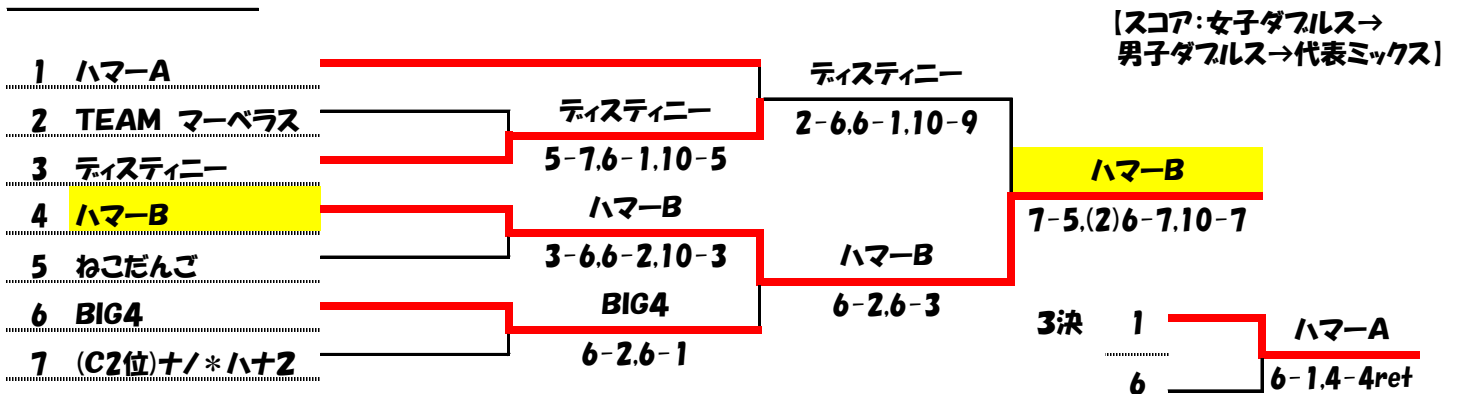 【スコア:女子ダブルス→
男子ダブルス→代表ミックス】
1 ハマーA
2 TEAM マーベラス
3 ディスティニー
4 ハマーB
5 ねこだんご
6 BIG4
7 (C2位)ナノ*ハナ2
ディスティニー
5-7,6-1,10-5
ハマーB
3-6,6-2,10-3
BIG4
6-2,6-1
ディスティニー
2-6,6-1,10-9
ハマーB
6-2,6-3
ハマーB
7-5,(2)6-7,10-7
3決 1
6
ハマーA
6-1,4-4ret